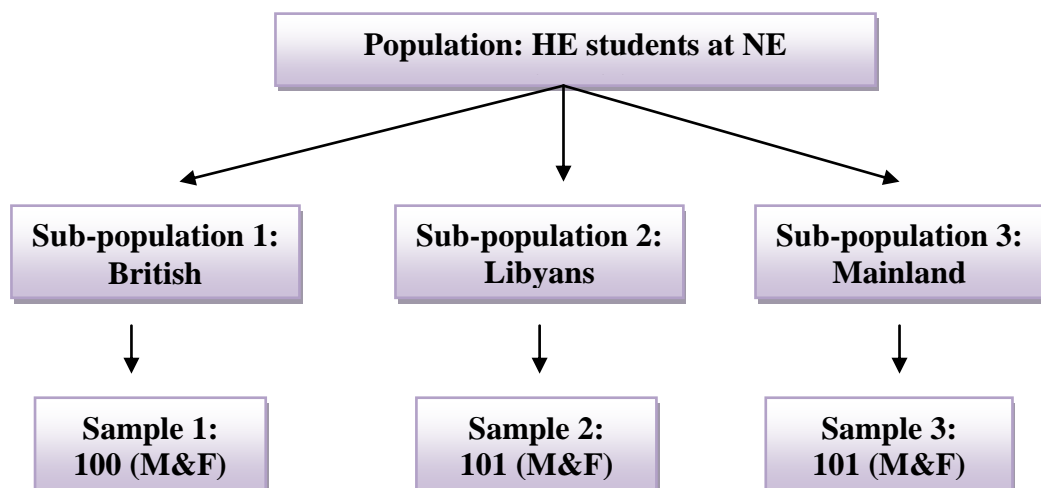 Population: HE students at NE
Sub-population 1:
British
Sub-population 2:
Libyans
Sub-population 3:
Mainland
Sample 1:
100 (M&F)
Sample 2:
101 (M&F)
Sample 3:
101 (M&F)